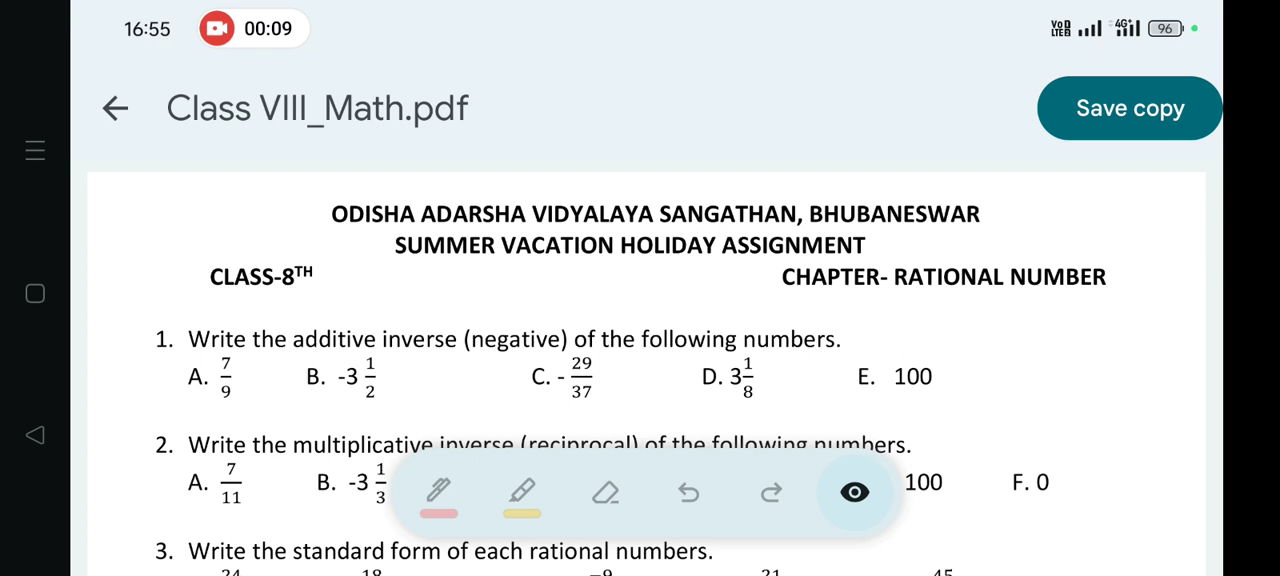 16:55 00:09 VoD LTE2 4G+ 96
Class VIII_Math.pdf
Save copy
ODISHA ADARSHA VIDYALAYA SANGATHAN, BHUBANESWAR
SUMMER VACATION HOLIDAY ASSIGNMENT
CLASS-8TH CHAPTER- RATIONAL NUMBER
1. Write the additive inverse (negative) of the following numbers.
A. 7/9 B. -3 1/2 C. - 29/37 D. 3 1/8 E. 100
2. Write the multiplicative inverse (reciprocal) of the following numbers.
A. 7/11 B. -3 1/3 100 F. 0
3. Write the standard form of each rational numbers.